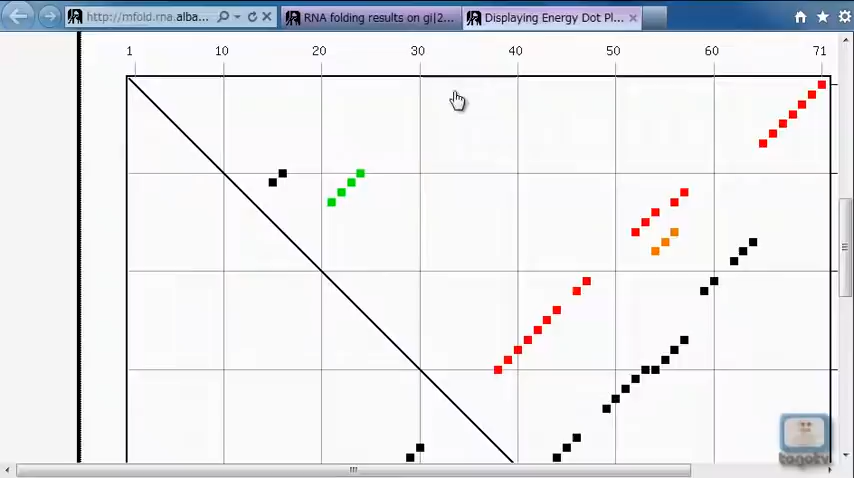 http://mfold.rna.alba...
RNA folding results on gi|2...
Displaying Energy Dot Pl...
1 10 20 30 40 50 60 71
tagotv